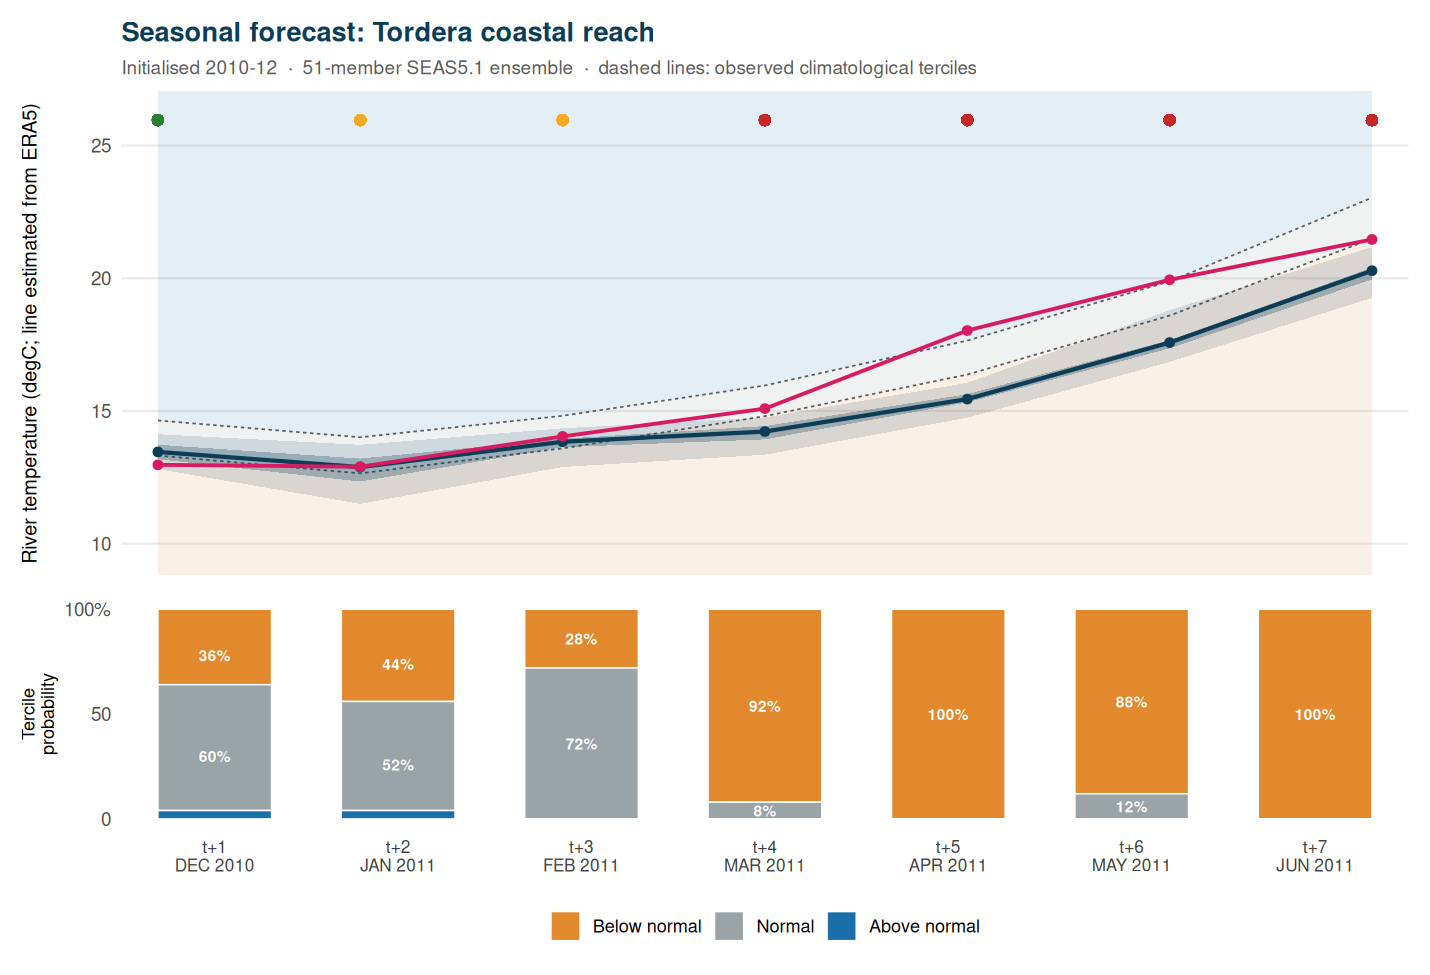 Seasonal forecast: Tordera coastal reach
Initialised 2010-12 · 51-member SEAS5.1 ensemble · dashed lines: observed climatological terciles
River temperature (degC; line estimated from ERA5)
25
20
15
10
Tercile
probability
100%
50
0
36%
60%
44%
52%
28%
72%
92%
8%
100%
88%
12%
100%
t+1
DEC 2010
t+2
JAN 2011
t+3
FEB 2011
t+4
MAR 2011
t+5
APR 2011
t+6
MAY 2011
t+7
JUN 2011
Below normal
Normal
Above normal